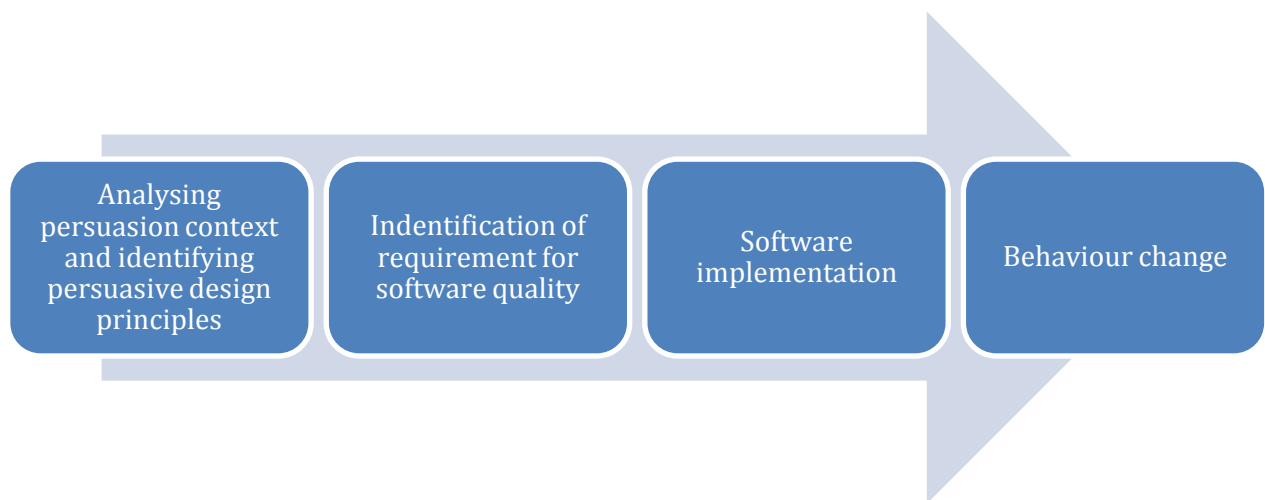 Analysing
persuasion context
and identifying
persuasive design
principles
Indentification of
requirement for
software quality
Software
implementation
Behaviour change